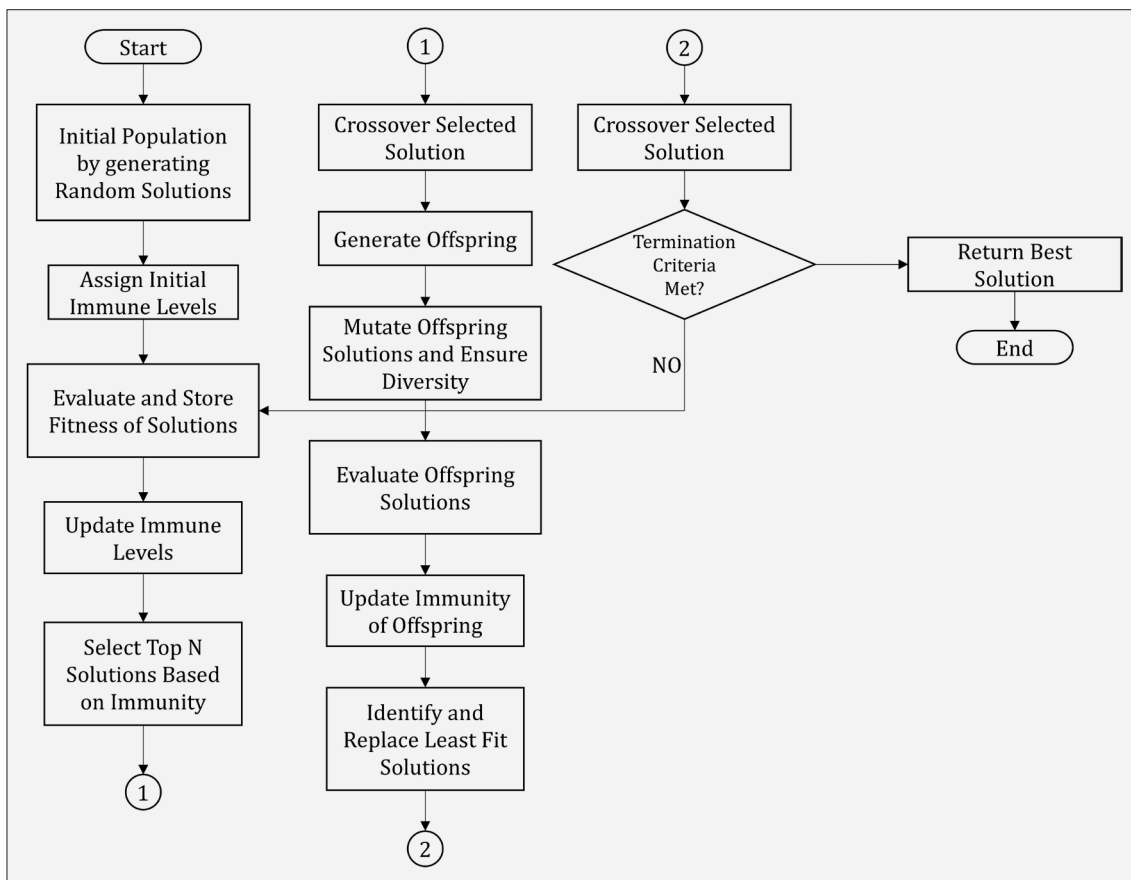 Start
Initial Population
by generating
Random Solutions
Assign Initial
Immune Levels
Evaluate and Store
Fitness of Solutions
Update Immune
Levels
Select Top N
Solutions Based
on Immunity
1
1
Crossover Selected
Solution
Generate Offspring
Mutate Offspring
Solutions and Ensure
Diversity
Evaluate Offspring
Solutions
Update Immunity
of Offspring
Identify and
Replace Least Fit
Solutions
2
2
Crossover Selected
Solution
Termination
Criteria
Met?
NO
Return Best
Solution
End